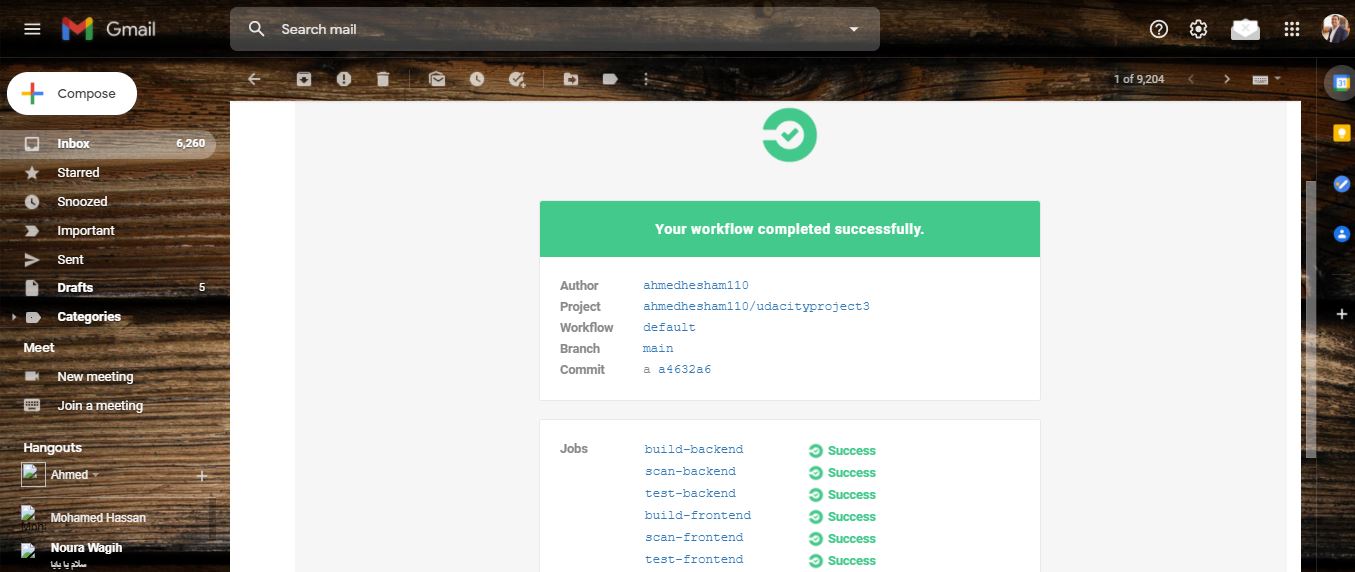 Gmail
Search mail
1 of 9,204
31
Compose
Inbox 6,260
Starred
Snoozed
Important
Sent
Drafts 5
Categories
Meet
New meeting
Join a meeting
Hangouts
Ahmed
Mohamed Hassan
Noura Wagih
سلام يا بابا
Your workflow completed successfully.
Author ahmedhesham110
Project ahmedhesham110/udacityproject3
Workflow default
Branch main
Commit a a4632a6
Jobs build-backend Success
scan-backend Success
test-backend Success
build-frontend Success
scan-frontend Success
test-frontend Success